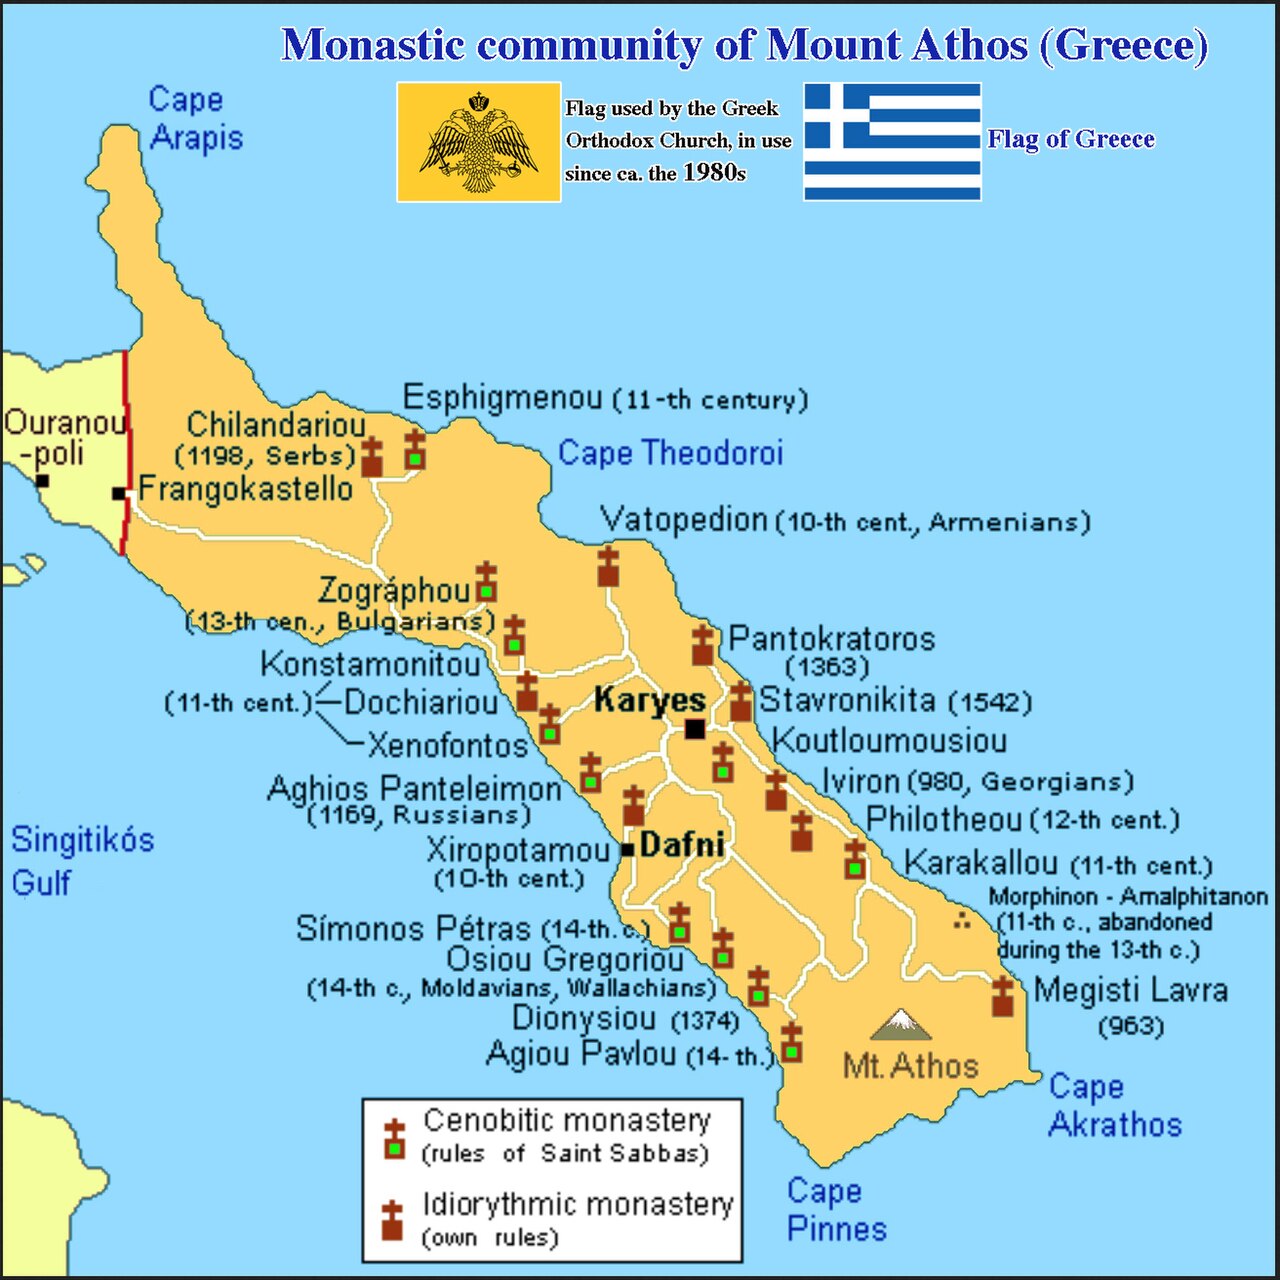 Monastic community of Mount Athos (Greece)
Flag used by the Greek
Orthodox Church, in use
since ca. the 1980s
Flag of Greece
Cape
Arapis
Esphigmenou (11-th century)
Chilandariou
(1198, Serbs)
Ouranou
-poli
Frangokastello
Cape Theodoroi
Vatopedion (10-th cent., Armenians)
Zográphou
(13-th cen., Bulgarians)
Pantokratoros
(1363)
Konstamonitou
(11-th cent.)
Dochiariou
Xenofontos
Karyes
Stavronikita (1542)
Koutloumousiou
Aghios Panteleimon
(1169, Russians)
Iviron (980, Georgians)
Philotheou (12-th cent.)
Singitikós
Gulf
Xiropotamou
(10-th cent.)
Dafni
Karakallou (11-th cent.)
Morphinon - Amalphitanon
(11-th c., abandoned
during the 13-th c.)
Símonos Pétras (14-th. c.)
Osiou Gregoriou
(14-th c., Moldavians, Wallachians)
Dionysiou (1374)
Agiou Pavlou (14- th.)
Megisti Lavra
(963)
Mt. Athos
Cape
Akrathos
Cape
Pinnes
Cenobitic monastery
(rules of Saint Sabbas)
Idiorythmic monastery
(own rules)